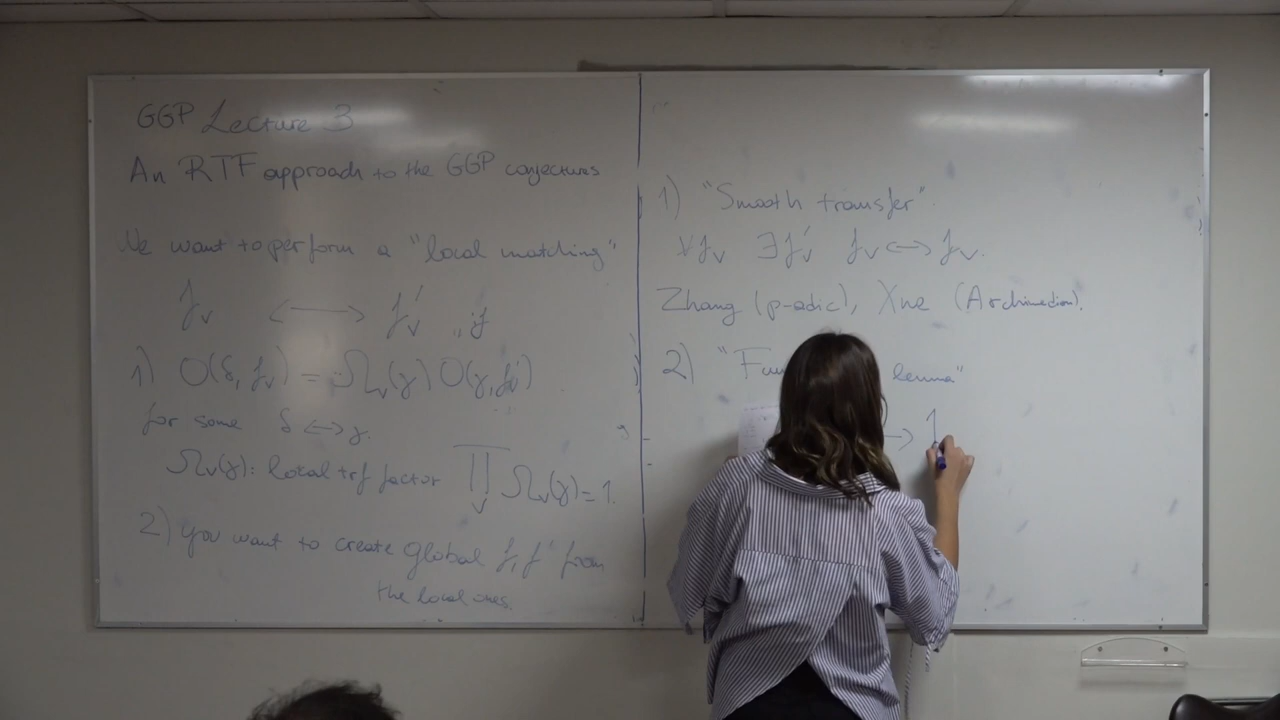 GGP Lecture 3
An RTF approach to the GGP conjectures
We want to perform a "local matching"
f_v ⟷ f'_v , if
1) O(δ, f_v) = Ω_v(γ) O(γ, f'_v)
for some δ ↔ γ.
Ω_v(γ): local trf factor ∏_v Ω_v(γ) = 1.
2) you want to create global f, f' from
the local ones.
1) "Smooth transfer".
∀f_v ∃f'_v f_v ↔ f_v.
Zhang (p-adic), Xue (Archimedian).
2) lemma"
→ 1